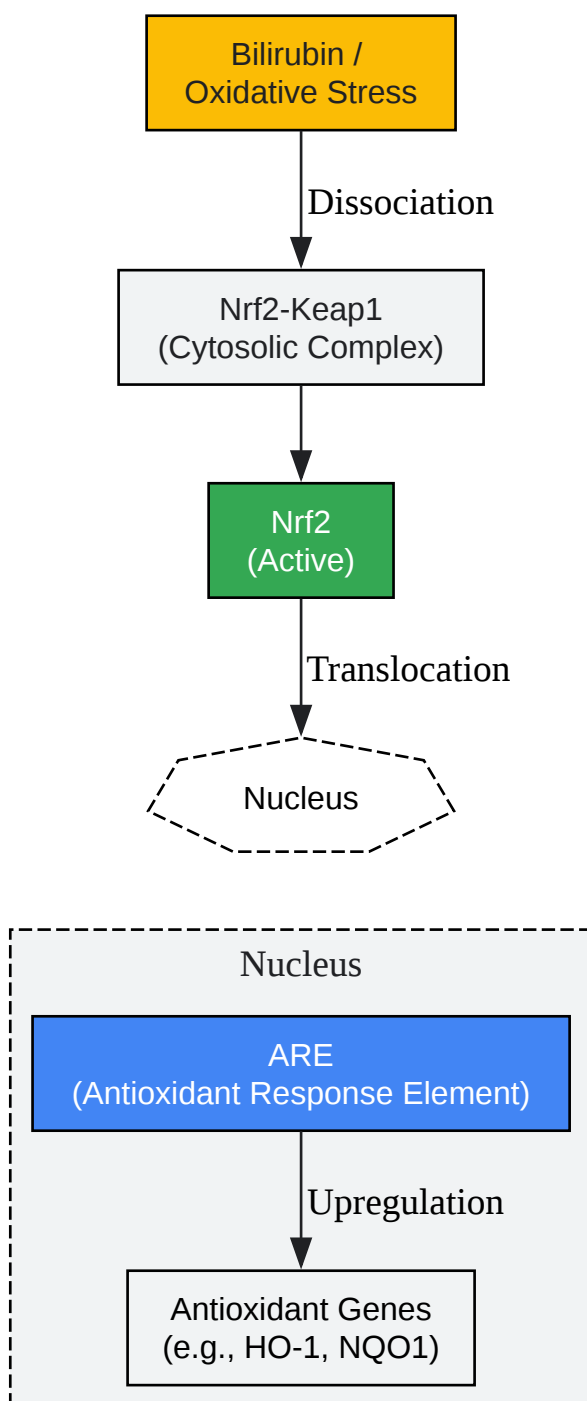 Bilirubin /
Oxidative Stress
Dissociation
Nrf2-Keap1
(Cytosolic Complex)
Nrf2
(Active)
Translocation
Nucleus
Nucleus
ARE
(Antioxidant Response Element)
Upregulation
Antioxidant Genes
(e.g., HO-1, NQO1)